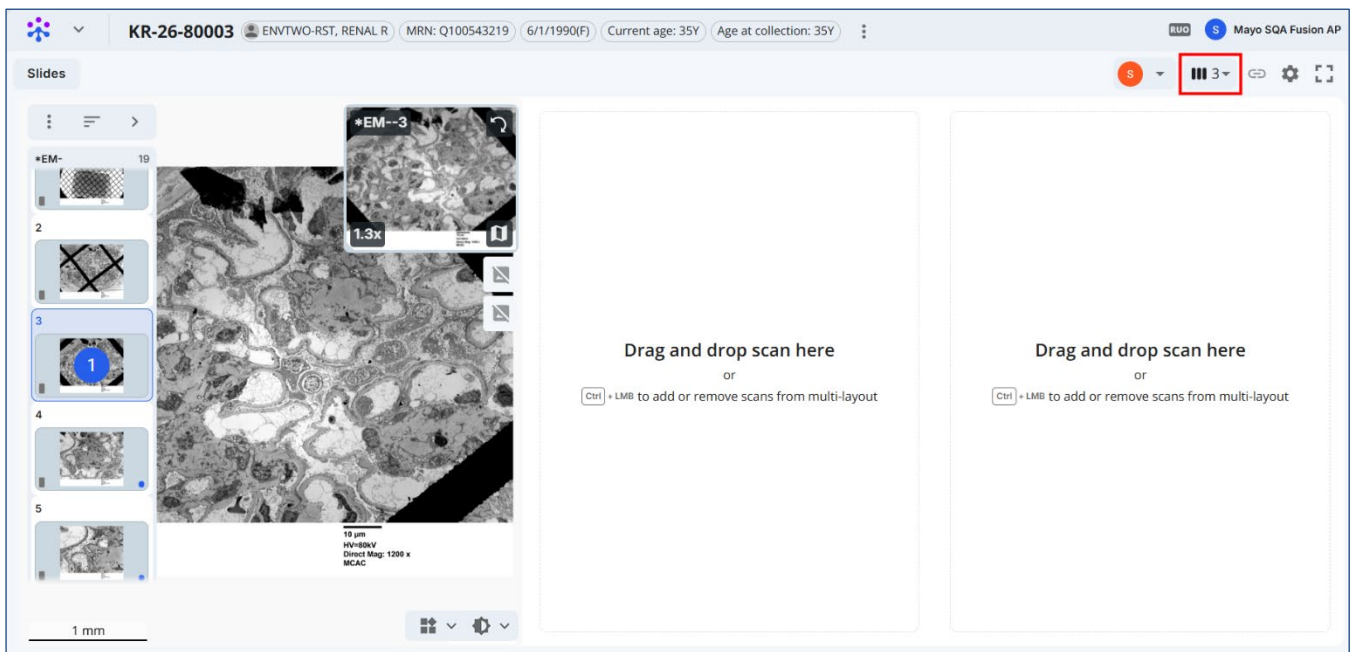 KR-26-80003 ENVTWO-RST, RENAL R MRN: Q100543219 6/1/1990(F) Current age: 35Y Age at collection: 35Y RUO S Mayo SQA Fusion AP
Slides S 3
*EM- 19
2
3
1
4
5
1 mm
*EM--3
1.3x
10 µm
HV=80kV
Direct Mag: 1200 x
MCAC
Drag and drop scan here
or
Ctrl + LMB to add or remove scans from multi-layout
Drag and drop scan here
or
Ctrl + LMB to add or remove scans from multi-layout